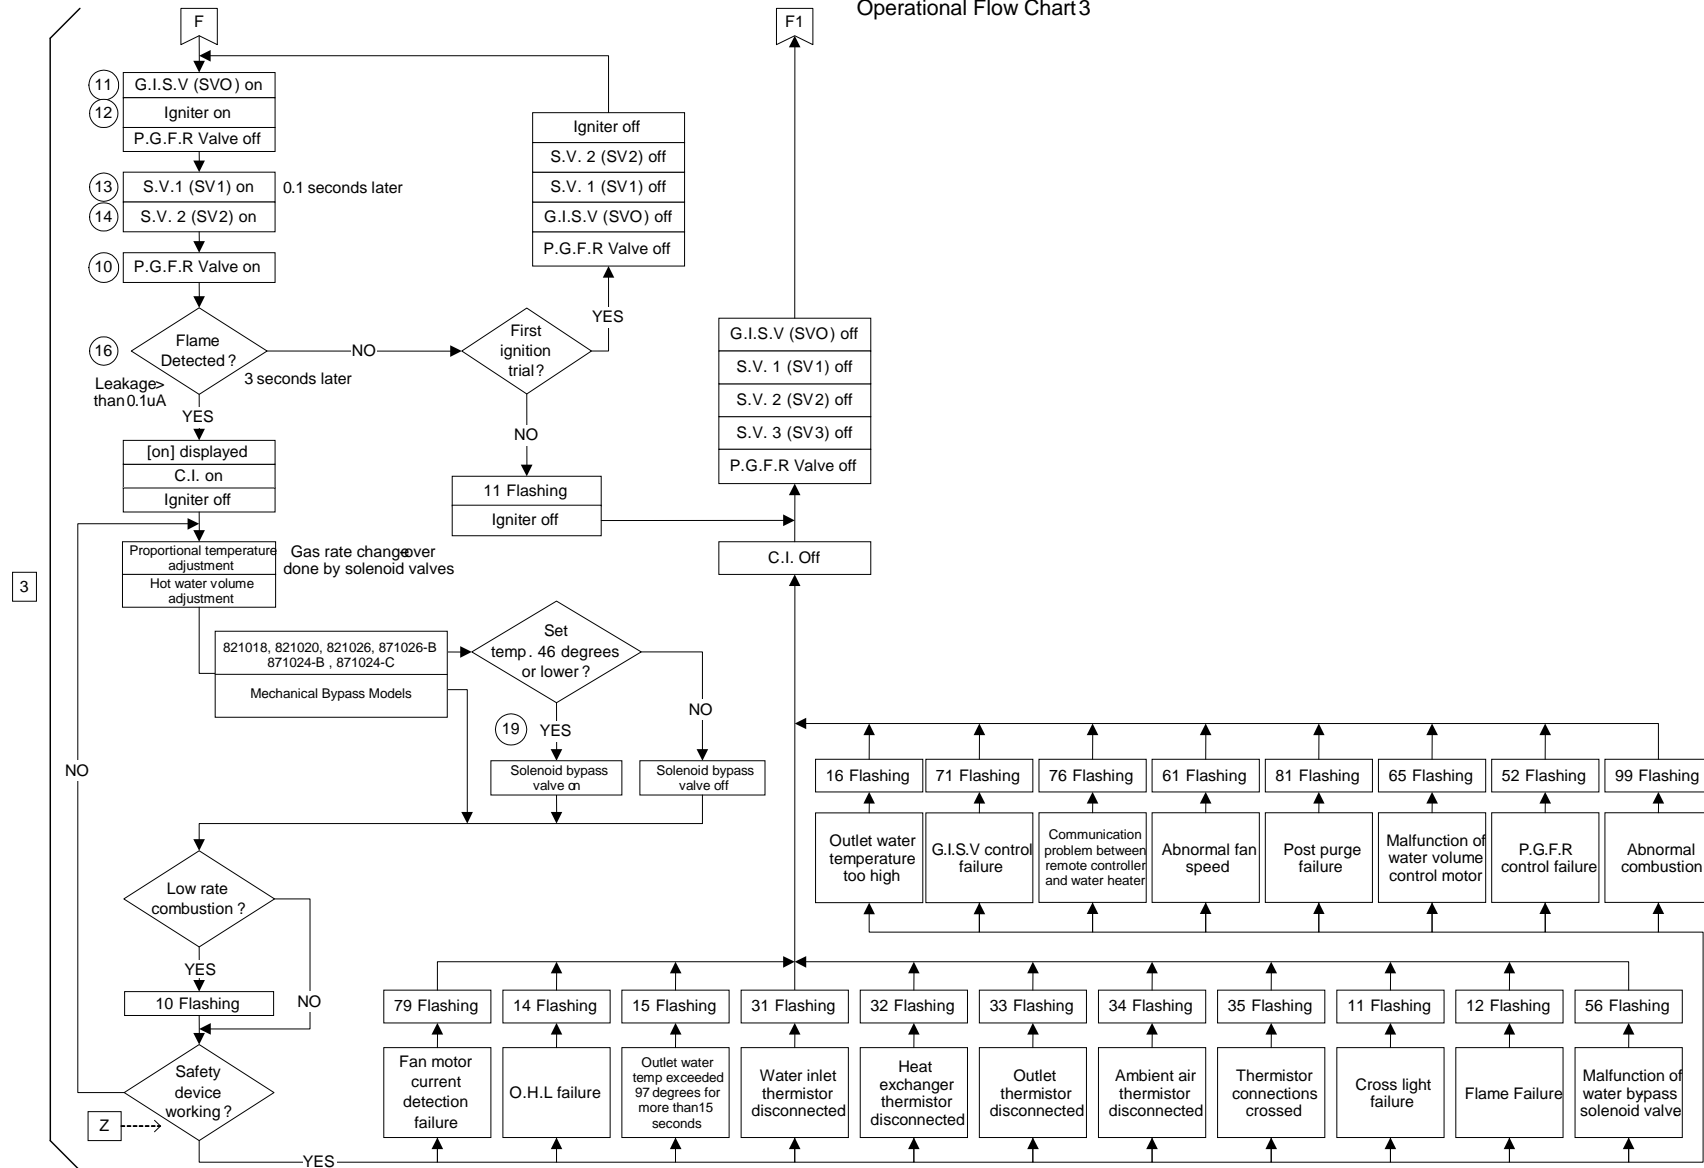 Operational Flow Chart 3
F
F1
11
G.I.S.V (SVO) on
12
Igniter on
P.G.F.R Valve off
13
S.V.1 (SV1) on
0.1 seconds later
14
S.V. 2 (SV2) on
10
P.G.F.R Valve on
16
Flame
Detected ?
Leakage>
than 0.1uA
3 seconds later
NO
YES
First
ignition
trial ?
YES
NO
Igniter off
S.V. 2 (SV2) off
S.V. 1 (SV1) off
G.I.S.V (SVO) off
P.G.F.R Valve off
[on] displayed
C.I. on
Igniter off
11 Flashing
Igniter off
G.I.S.V (SVO) off
S.V. 1 (SV1) off
S.V. 2 (SV2) off
S.V. 3 (SV3) off
P.G.F.R Valve off
C.I. Off
3
Proportional temperature
adjustment
Hot water volume
adjustment
Gas rate changeover
done by solenoid valves
821018, 821020, 821026, 871026-B
871024-B , 871024-C
Mechanical Bypass Models
Set
temp. 46 degrees
or lower ?
19
YES
NO
Solenoid bypass
valve on
Solenoid bypass
valve off
NO
Low rate
combustion ?
YES
NO
10 Flashing
Safety
device
working ?
Z
YES
16 Flashing
71 Flashing
76 Flashing
61 Flashing
81 Flashing
65 Flashing
52 Flashing
99 Flashing
Outlet water
temperature
too high
G.I.S.V control
failure
Communication
problem between
remote controller
and water heater
Abnormal fan
speed
Post purge
failure
Malfunction of
water volume
control motor
P.G.F.R
control failure
Abnormal
combustion
79 Flashing
14 Flashing
15 Flashing
31 Flashing
32 Flashing
33 Flashing
34 Flashing
35 Flashing
11 Flashing
12 Flashing
56 Flashing
Fan motor
current
detection
failure
O.H.L failure
Outlet water
temp exceeded
97 degrees for
more than 15
seconds
Water inlet
thermistor
disconnected
Heat
exchanger
thermistor
disconnected
Outlet
thermistor
disconnected
Ambient air
thermistor
disconnected
Thermistor
connections
crossed
Cross light
failure
Flame Failure
Malfunction of
water bypass
solenoid valve